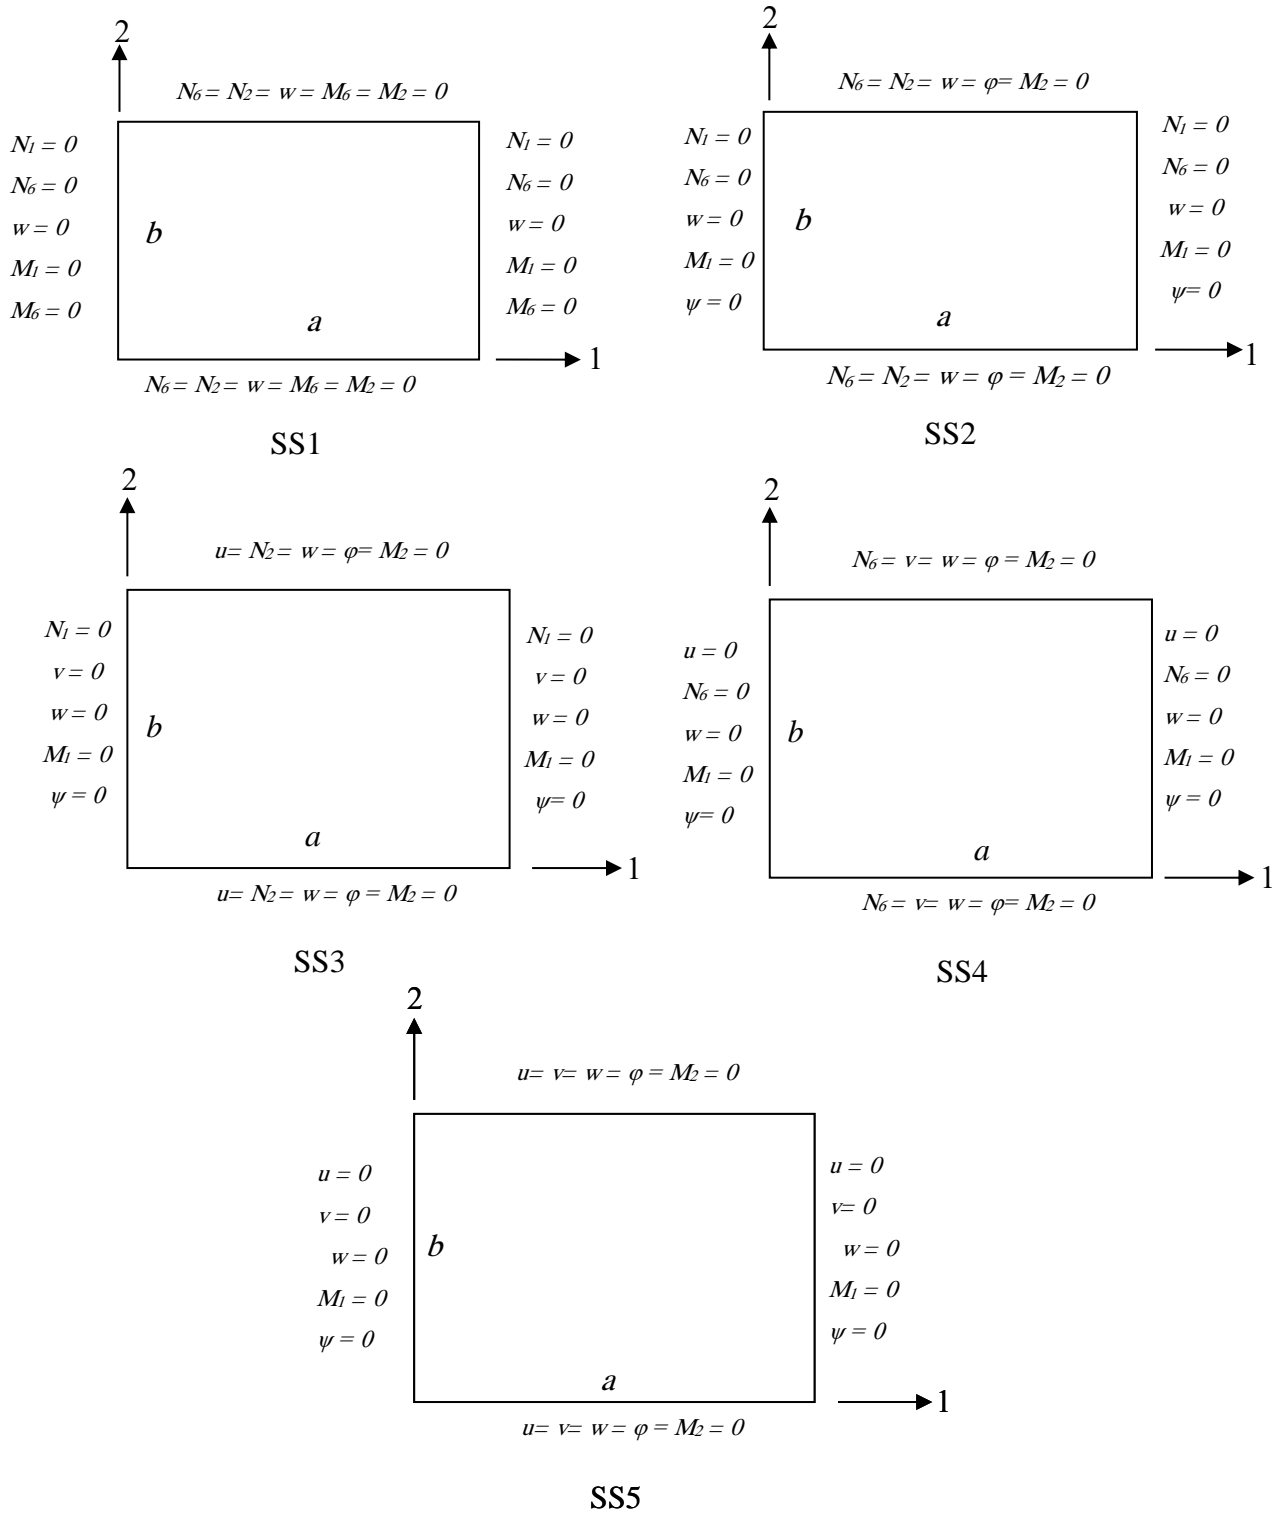 2
N₆ = N₂ = w = M₆ = M₂ = 0
N₁ = 0
N₆ = 0
w = 0
M₁ = 0
M₆ = 0
b
a
N₁ = 0
N₆ = 0
w = 0
M₁ = 0
M₆ = 0
1
N₆ = N₂ = w = M₆ = M₂ = 0
SS1
2
N₆ = N₂ = w = φ = M₂ = 0
N₁ = 0
N₆ = 0
w = 0
M₁ = 0
ψ = 0
b
a
N₁ = 0
N₆ = 0
w = 0
M₁ = 0
ψ = 0
1
N₆ = N₂ = w = φ = M₂ = 0
SS2
2
u = N₂ = w = φ = M₂ = 0
N₁ = 0
v = 0
w = 0
M₁ = 0
ψ = 0
b
a
N₁ = 0
v = 0
w = 0
M₁ = 0
ψ = 0
1
u = N₂ = w = φ = M₂ = 0
SS3
2
N₆ = v = w = φ = M₂ = 0
u = 0
N₆ = 0
w = 0
M₁ = 0
ψ = 0
b
a
u = 0
N₆ = 0
w = 0
M₁ = 0
ψ = 0
1
N₆ = v = w = φ = M₂ = 0
SS4
2
u = v = w = φ = M₂ = 0
u = 0
v = 0
w = 0
M₁ = 0
ψ = 0
b
a
u = 0
v = 0
w = 0
M₁ = 0
ψ = 0
1
u = v = w = φ = M₂ = 0
SS5